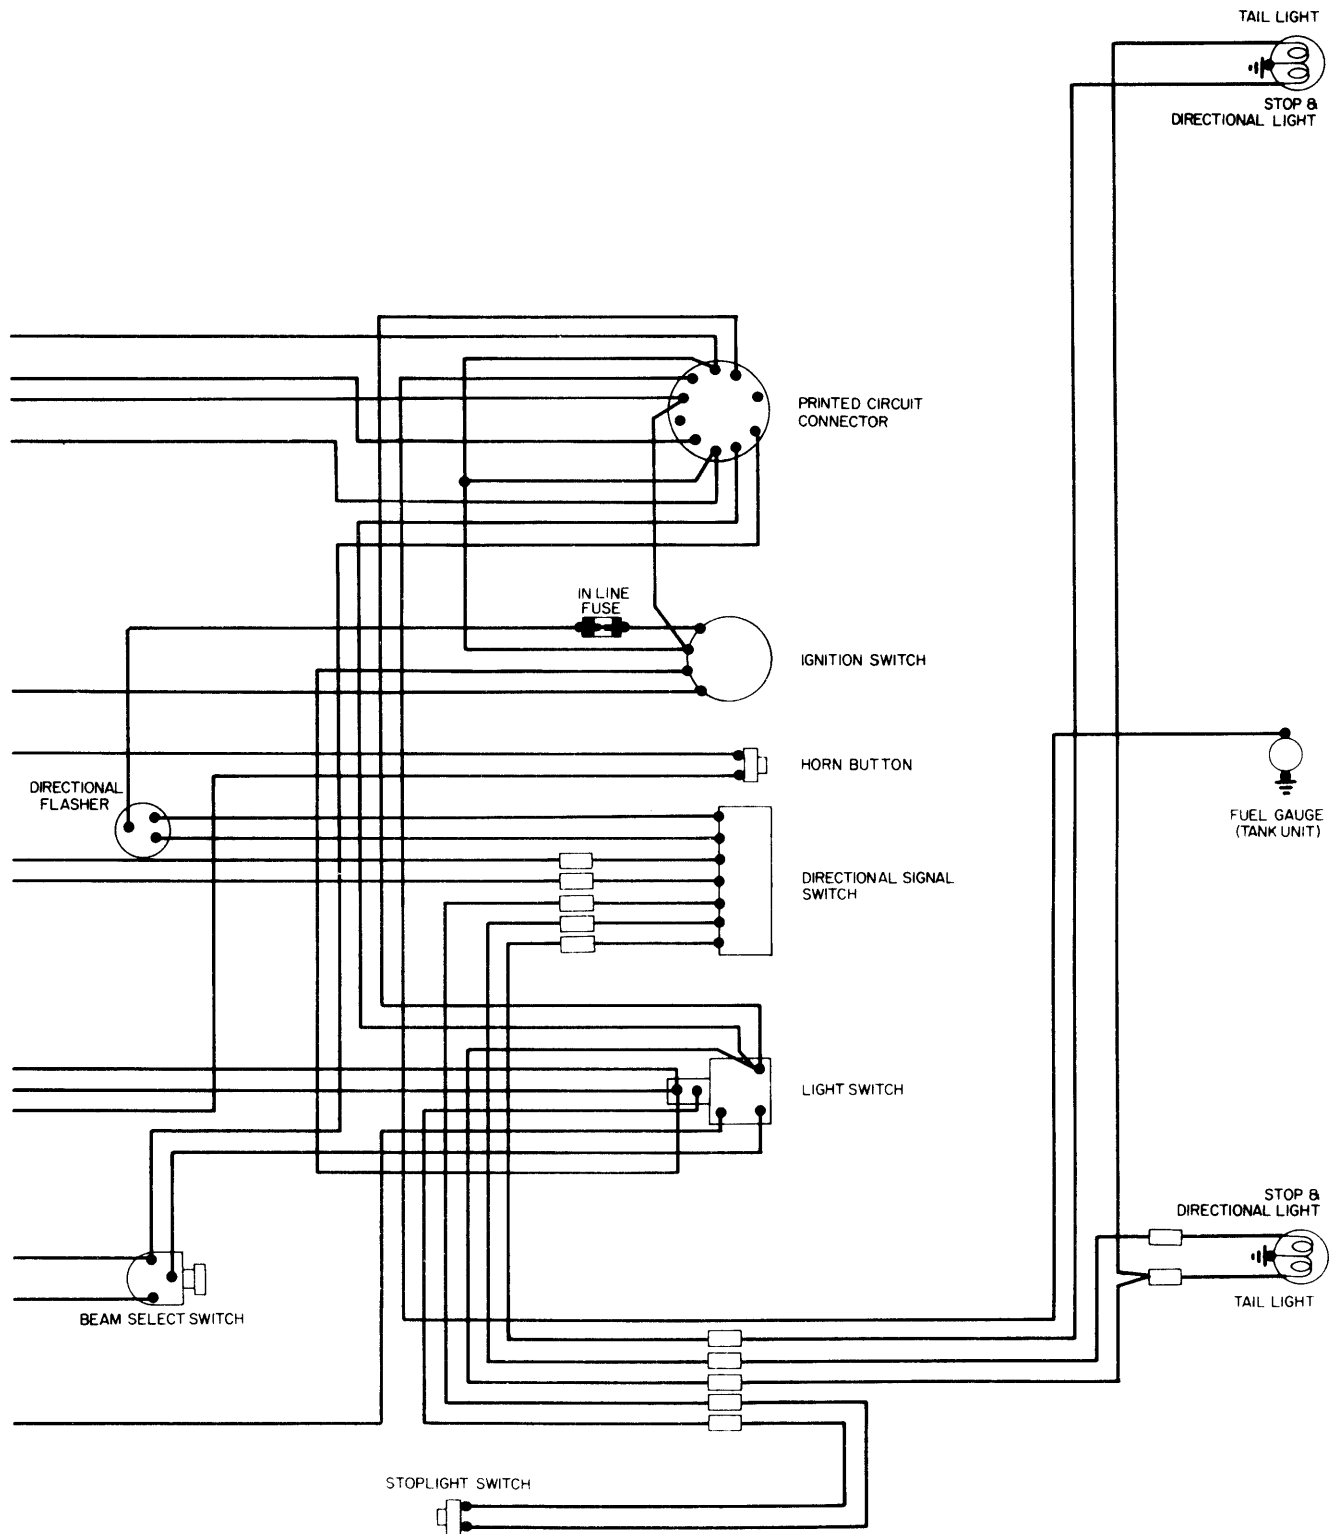 TAIL LIGHT
STOP &
DIRECTIONAL LIGHT
PRINTED CIRCUIT
CONNECTOR
IN LINE
FUSE
IGNITION SWITCH
HORN BUTTON
DIRECTIONAL
FLASHER
FUEL GAUGE
(TANK UNIT)
DIRECTIONAL SIGNAL
SWITCH
LIGHT SWITCH
STOP &
DIRECTIONAL LIGHT
TAIL LIGHT
BEAM SELECT SWITCH
STOPLIGHT SWITCH